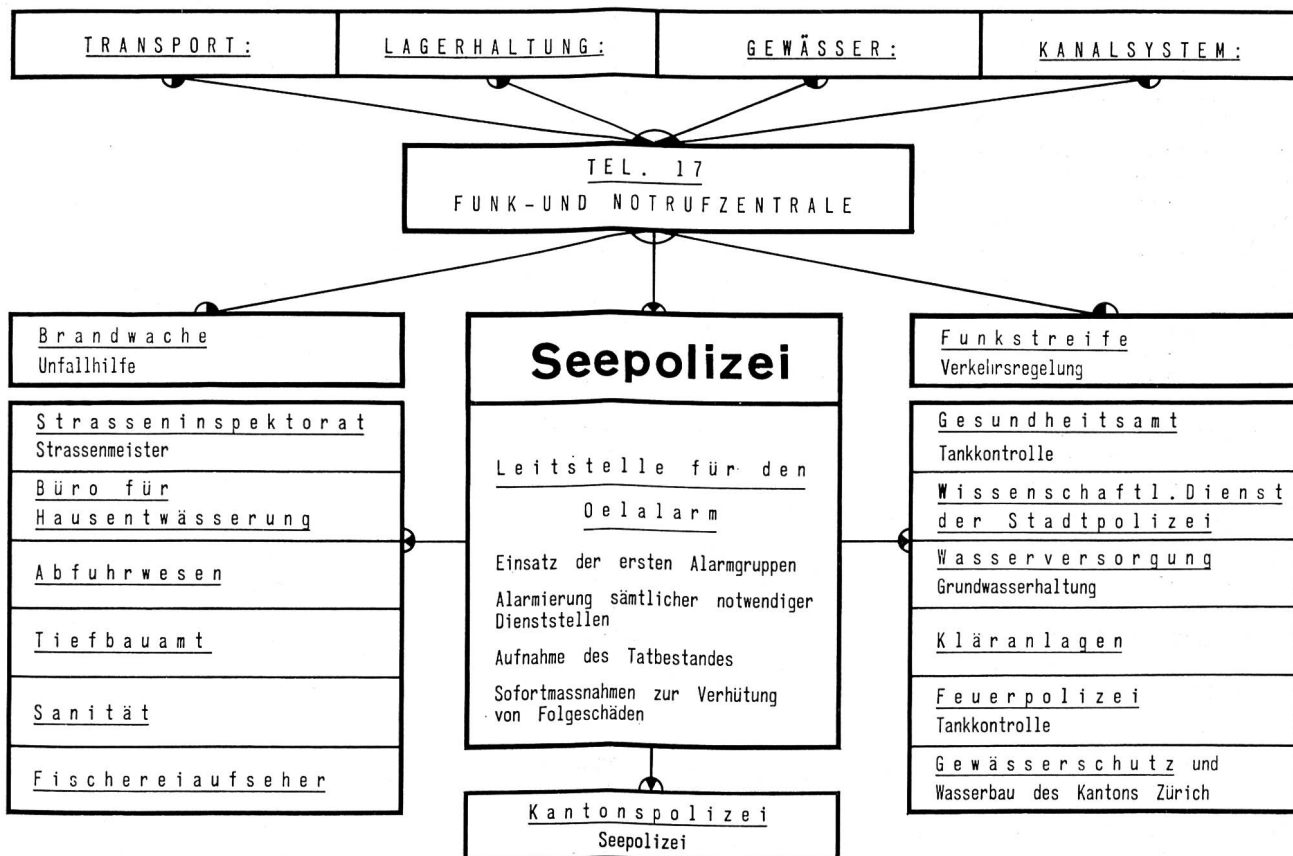 TRANSPORT:
LAGERHALTUNG:
GEWÄSSER:
KANALSYSTEM:
TEL. 17
FUNK-UND NOTRUFZENTRALE
Brandwache
Unfallhilfe
Strasseninspektorat
Strassenmeister
Büro für
Hausentwässerung
Abfuhrwesen
Tiefbauamt
Sanität
Fischereiaufseher
Seepolizei
Leitstelle für den
Oelalarm
Einsatz der ersten Alarmgruppen
Alarmierung sämtlicher notwendiger
Dienststellen
Aufnahme des Tatbestandes
Sofortmassnahmen zur Verhütung
von Folgeschäden
Kantonspolizei
Seepolizei
Funkstreife
Verkehrsregelung
Gesundheitsamt
Tankkontrolle
Wissenschaftl.Dienst
der Stadtpolizei
Wasserversorgung
Grundwasserhaltung
Kläranlagen
Feuerpolizei
Tankkontrolle
Gewässerschutz und
Wasserbau des Kantons Zürich